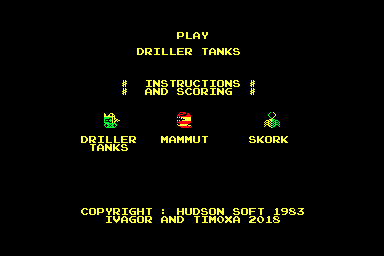 PLAY
DRILLER TANKS
# INSTRUCTIONS #
# AND SCORING #
DRILLER MAMMUT SKORK
TANKS
COPYRIGHT : HUDSON SOFT 1983
IVAGOR AND TIMOXA 2018